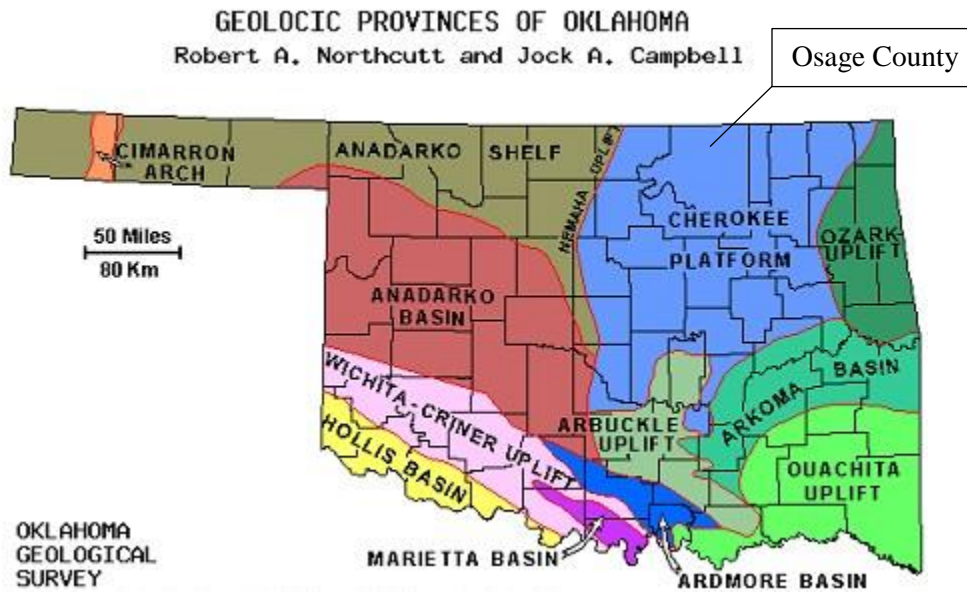 GEOLOCIC PROVINCES OF OKLAHOMA
Robert A. Northcutt and Jock A. Campbell
Osage County
CIMARRON
ARCH
ANADARKO SHELF
NEMAHA UPLIFT
CHEROKEE
PLATFORM
OZARK
UPLIFT
50 Miles
80 Km
ANADARKO
BASIN
WICHITA-CRINER UPLIFT
HOLLIS BASIN
ARBUCKLE
UPLIFT
ARKOMA BASIN
OUACHITA
UPLIFT
MARIETTA BASIN
ARDMORE BASIN
OKLAHOMA
GEOLOGICAL
SURVEY